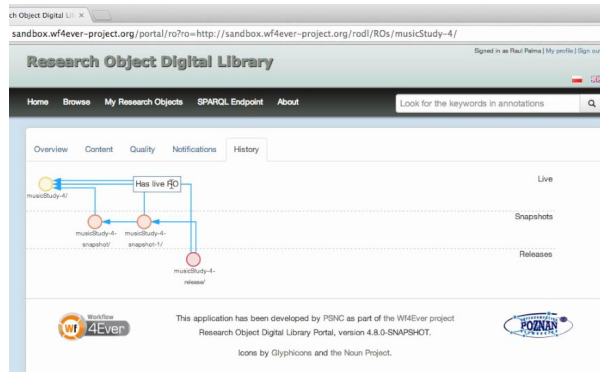 ch Object Digital Lib ×
sandbox.wf4ever-project.org/portal/ro?ro=http://sandbox.wf4ever-project.org/rodl/ROs/musicStudy-4/
Signed in as Raul Palma | My profile | Sign out
Research Object Digital Library
Home Browse My Research Objects SPARQL Endpoint About Look for the keywords in annotations
Overview Content Quality Notifications History
Has live RO
Live
musicStudy-4/
Snapshots
musicStudy-4-snapshot/
musicStudy-4-snapshot-1/
Releases
musicStudy-4-release/
Workflow
Wf 4Ever
This application has been developed by PSNC as part of the Wf4Ever project
Research Object Digital Library Portal, version 4.8.0-SNAPSHOT.
Icons by Glyphicons and the Noun Project.
POZNAŃ